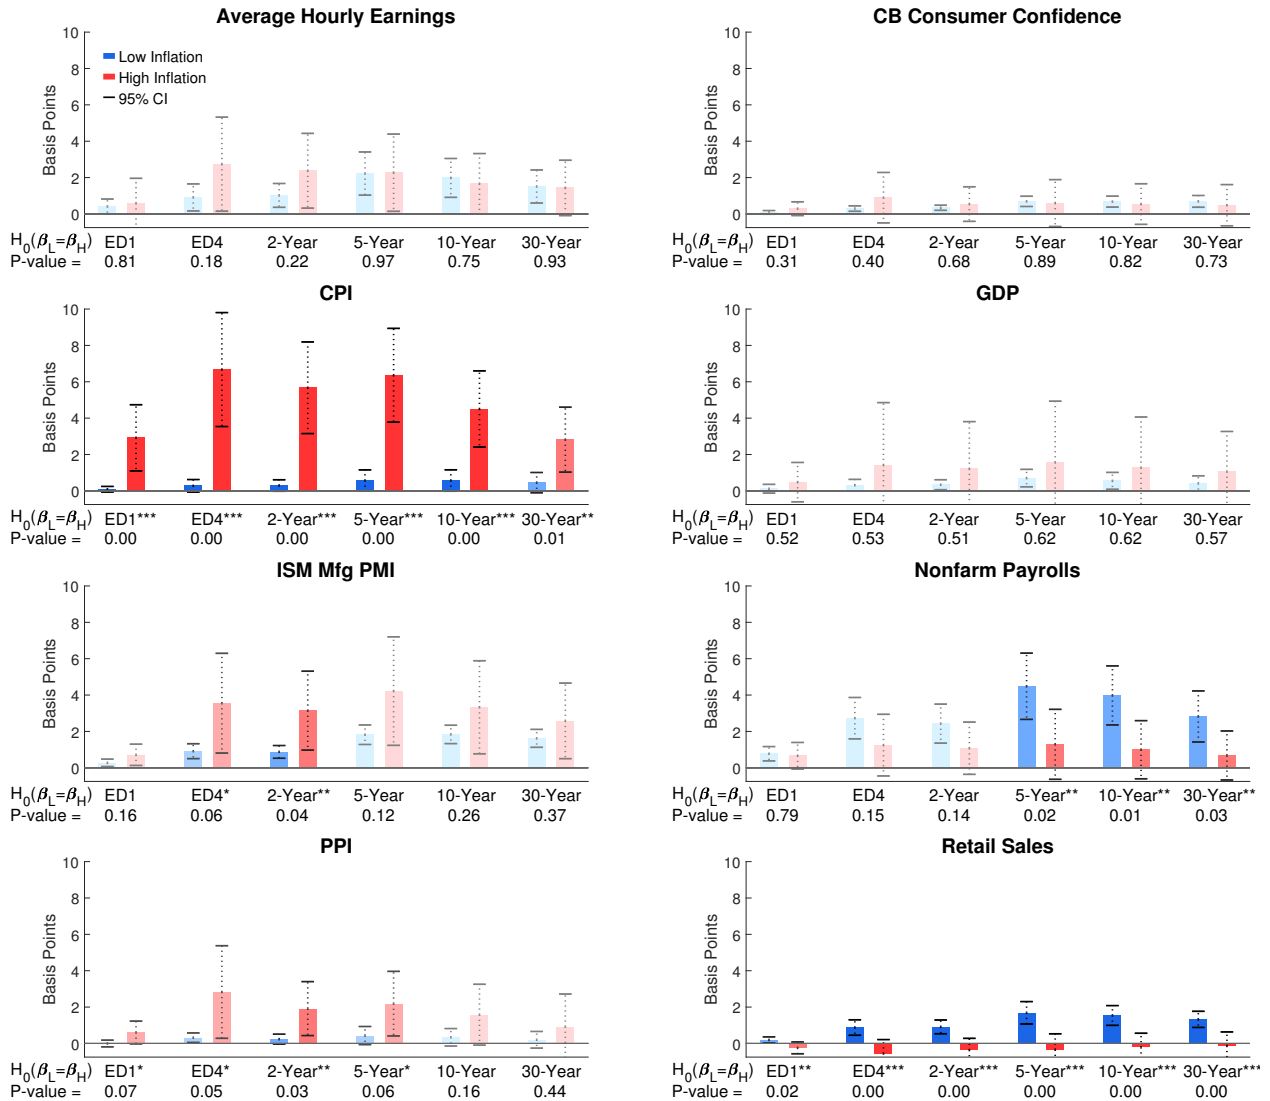 Average Hourly Earnings
10
8
6
4
2
0
Basis Points
Low Inflation
High Inflation
95% CI
H0(βL=βH) ED1 ED4 2-Year 5-Year 10-Year 30-Year
P-value = 0.81 0.18 0.22 0.97 0.75 0.93
CB Consumer Confidence
10
8
6
4
2
0
Basis Points
H0(βL=βH) ED1 ED4 2-Year 5-Year 10-Year 30-Year
P-value = 0.31 0.40 0.68 0.89 0.82 0.73
CPI
10
8
6
4
2
0
Basis Points
H0(βL=βH) ED1*** ED4*** 2-Year*** 5-Year*** 10-Year*** 30-Year**
P-value = 0.00 0.00 0.00 0.00 0.00 0.01
GDP
10
8
6
4
2
0
Basis Points
H0(βL=βH) ED1 ED4 2-Year 5-Year 10-Year 30-Year
P-value = 0.52 0.53 0.51 0.62 0.62 0.57
ISM Mfg PMI
10
8
6
4
2
0
Basis Points
H0(βL=βH) ED1 ED4* 2-Year** 5-Year 10-Year 30-Year
P-value = 0.16 0.06 0.04 0.12 0.26 0.37
Nonfarm Payrolls
10
8
6
4
2
0
Basis Points
H0(βL=βH) ED1 ED4 2-Year 5-Year** 10-Year** 30-Year**
P-value = 0.79 0.15 0.14 0.02 0.01 0.03
PPI
10
8
6
4
2
0
Basis Points
H0(βL=βH) ED1* ED4* 2-Year** 5-Year* 10-Year 30-Year
P-value = 0.07 0.05 0.03 0.06 0.16 0.44
Retail Sales
10
8
6
4
2
0
Basis Points
H0(βL=βH) ED1** ED4*** 2-Year*** 5-Year*** 10-Year*** 30-Year***
P-value = 0.02 0.00 0.00 0.00 0.00 0.00